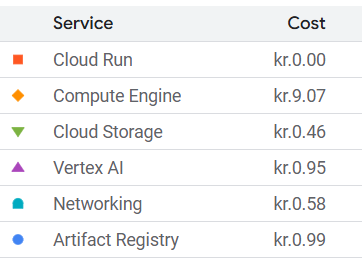 Service Cost
Cloud Run kr.0.00
Compute Engine kr.9.07
Cloud Storage kr.0.46
Vertex AI kr.0.95
Networking kr.0.58
Artifact Registry kr.0.99